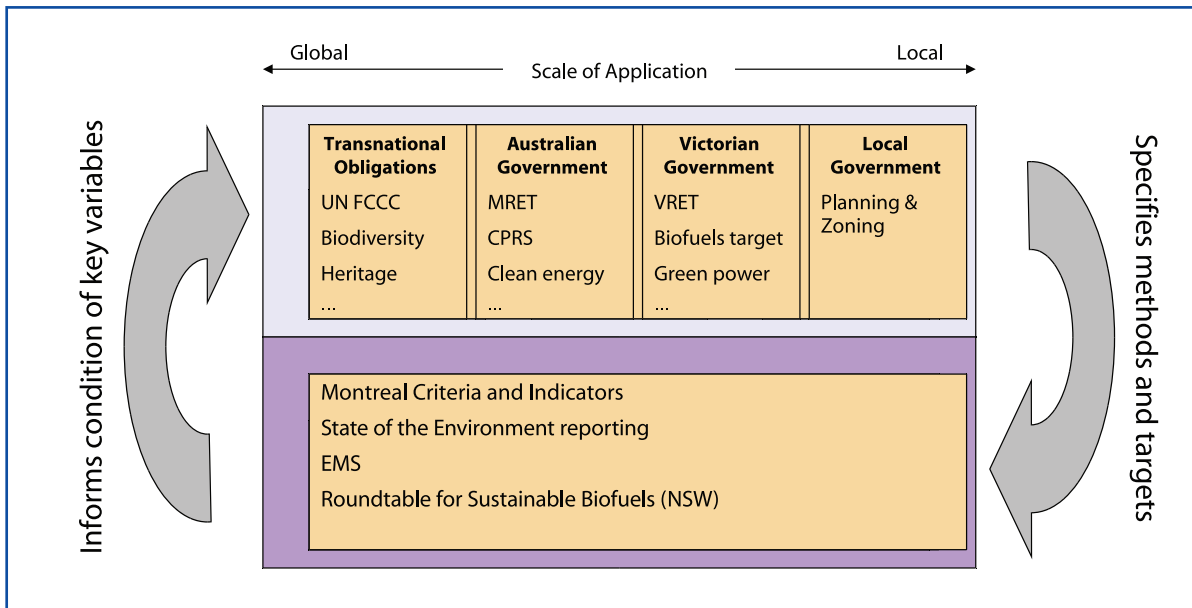 Global
Local
Scale of Application
Informs condition of key variables
Transnational
Obligations
UN FCCC
Biodiversity
Heritage
...
Australian
Government
MRET
CPRS
Clean energy
...
Victorian
Government
VRET
Biofuels target
Green power
...
Local
Government
Planning &
Zoning
Specifies methods and targets
Montreal Criteria and Indicators
State of the Environment reporting
EMS
Roundtable for Sustainable Biofuels (NSW)